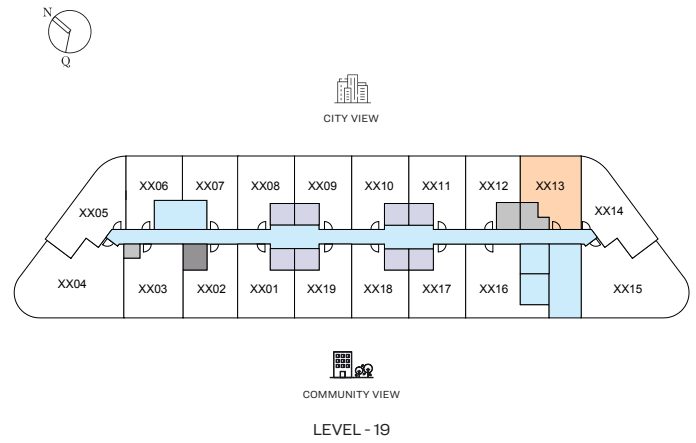 N
Q
CITY VIEW
XX06 XX07 XX08 XX09 XX10 XX11 XX12 XX13
XX05 XX14
XX04 XX03 XX02 XX01 XX19 XX18 XX17 XX16 XX15
COMMUNITY VIEW
LEVEL - 19